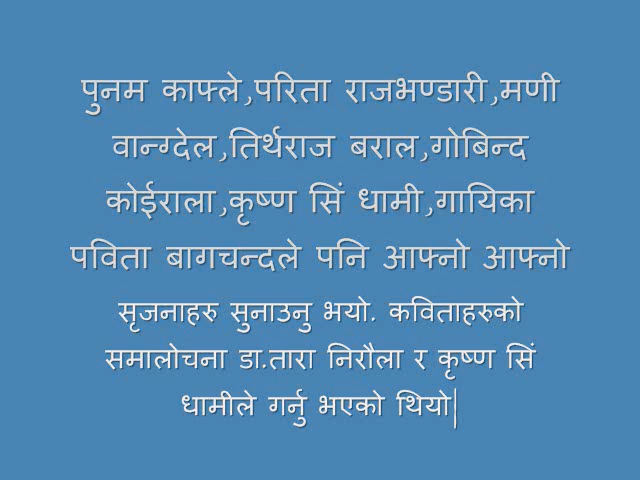 पुनम काफ्ले,परिता राजभण्डारी,मणी
वान्ग्देल,तिर्थराज बराल,गोबिन्द
कोईराला,कृष्ण सिं धामी,गायिका
पविता बागचन्दले पनि आफ्नो आफ्नो
सृजनाहरु सुनाउनु भयो. कविताहरुको
समालोचना डा.तारा निरौला र कृष्ण सिं
धामीले गर्नु भएको थियो|